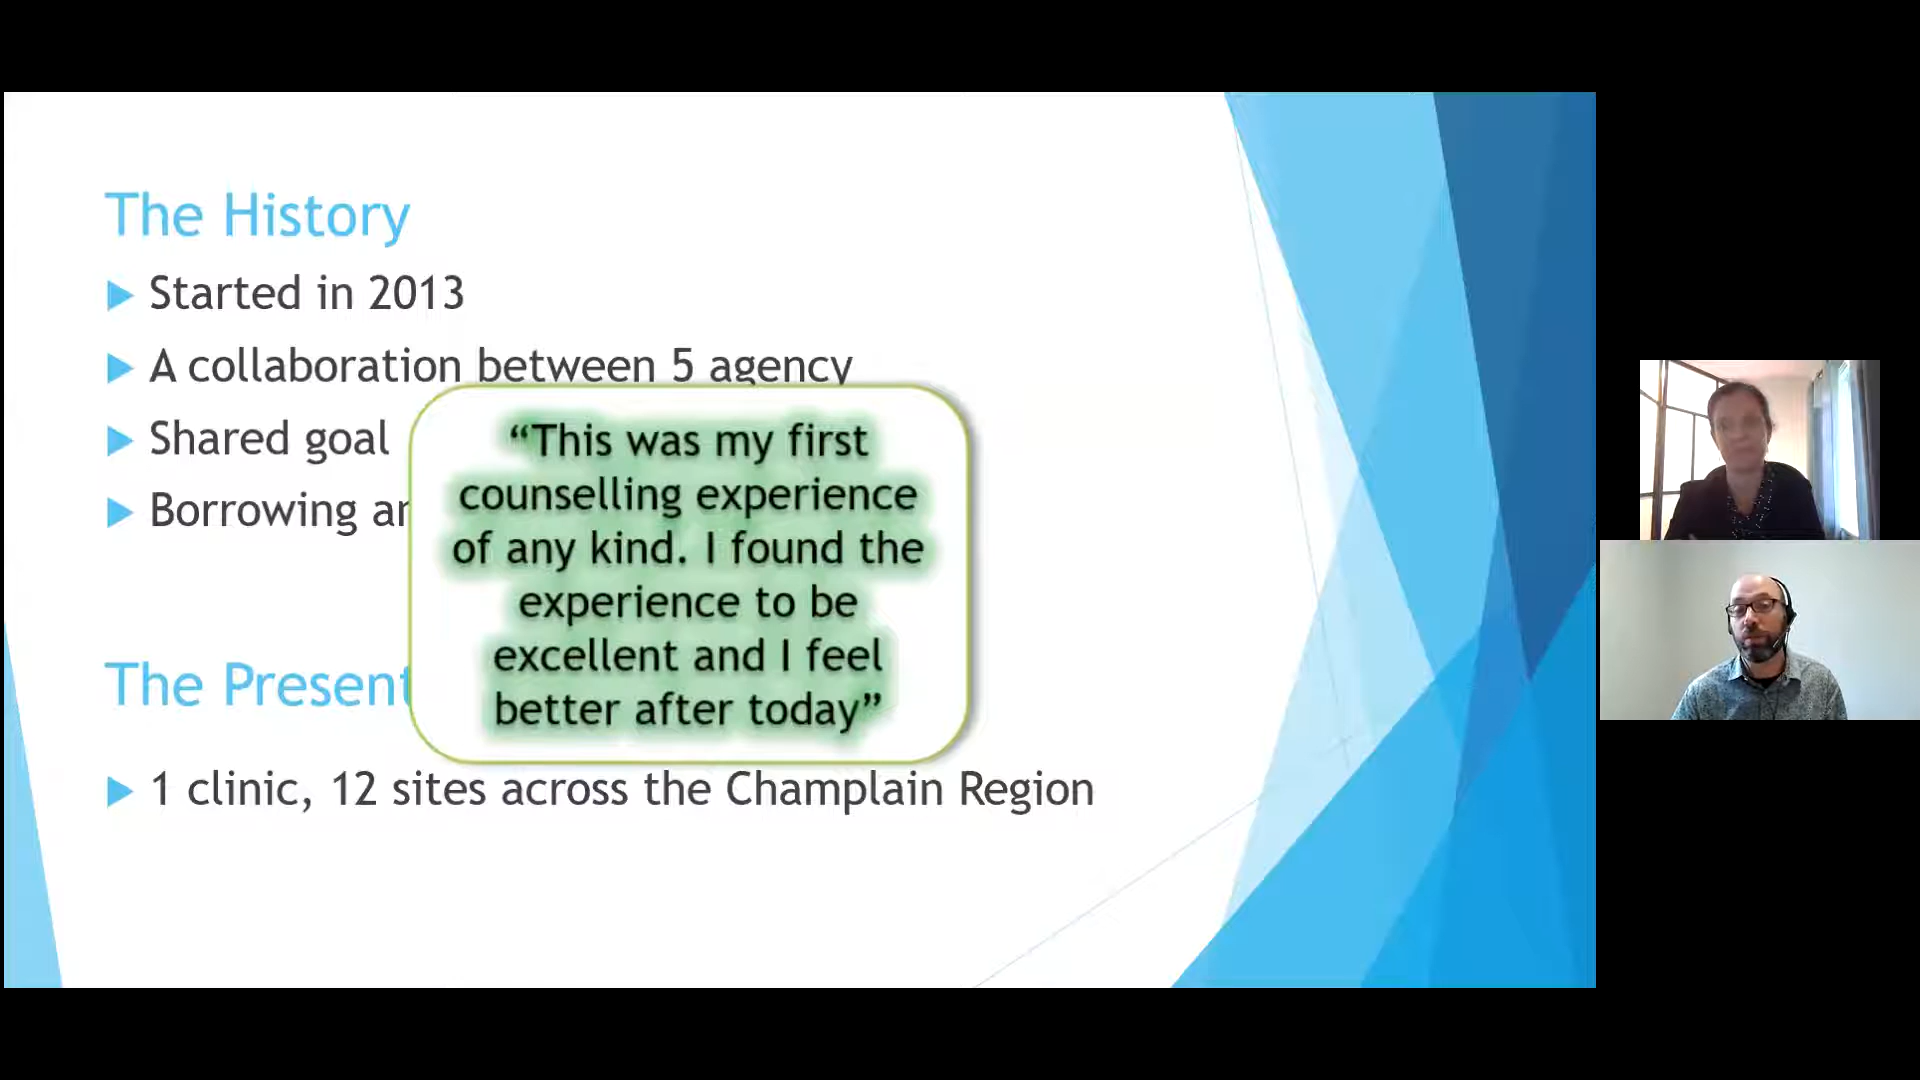 The History
Started in 2013
A collaboration between 5 agency
Shared goal
Borrowing
“This was my first
counselling experience
of any kind. I found the
experience to be
excellent and I feel
better after today”
The Present
1 clinic, 12 sites across the Champlain Region